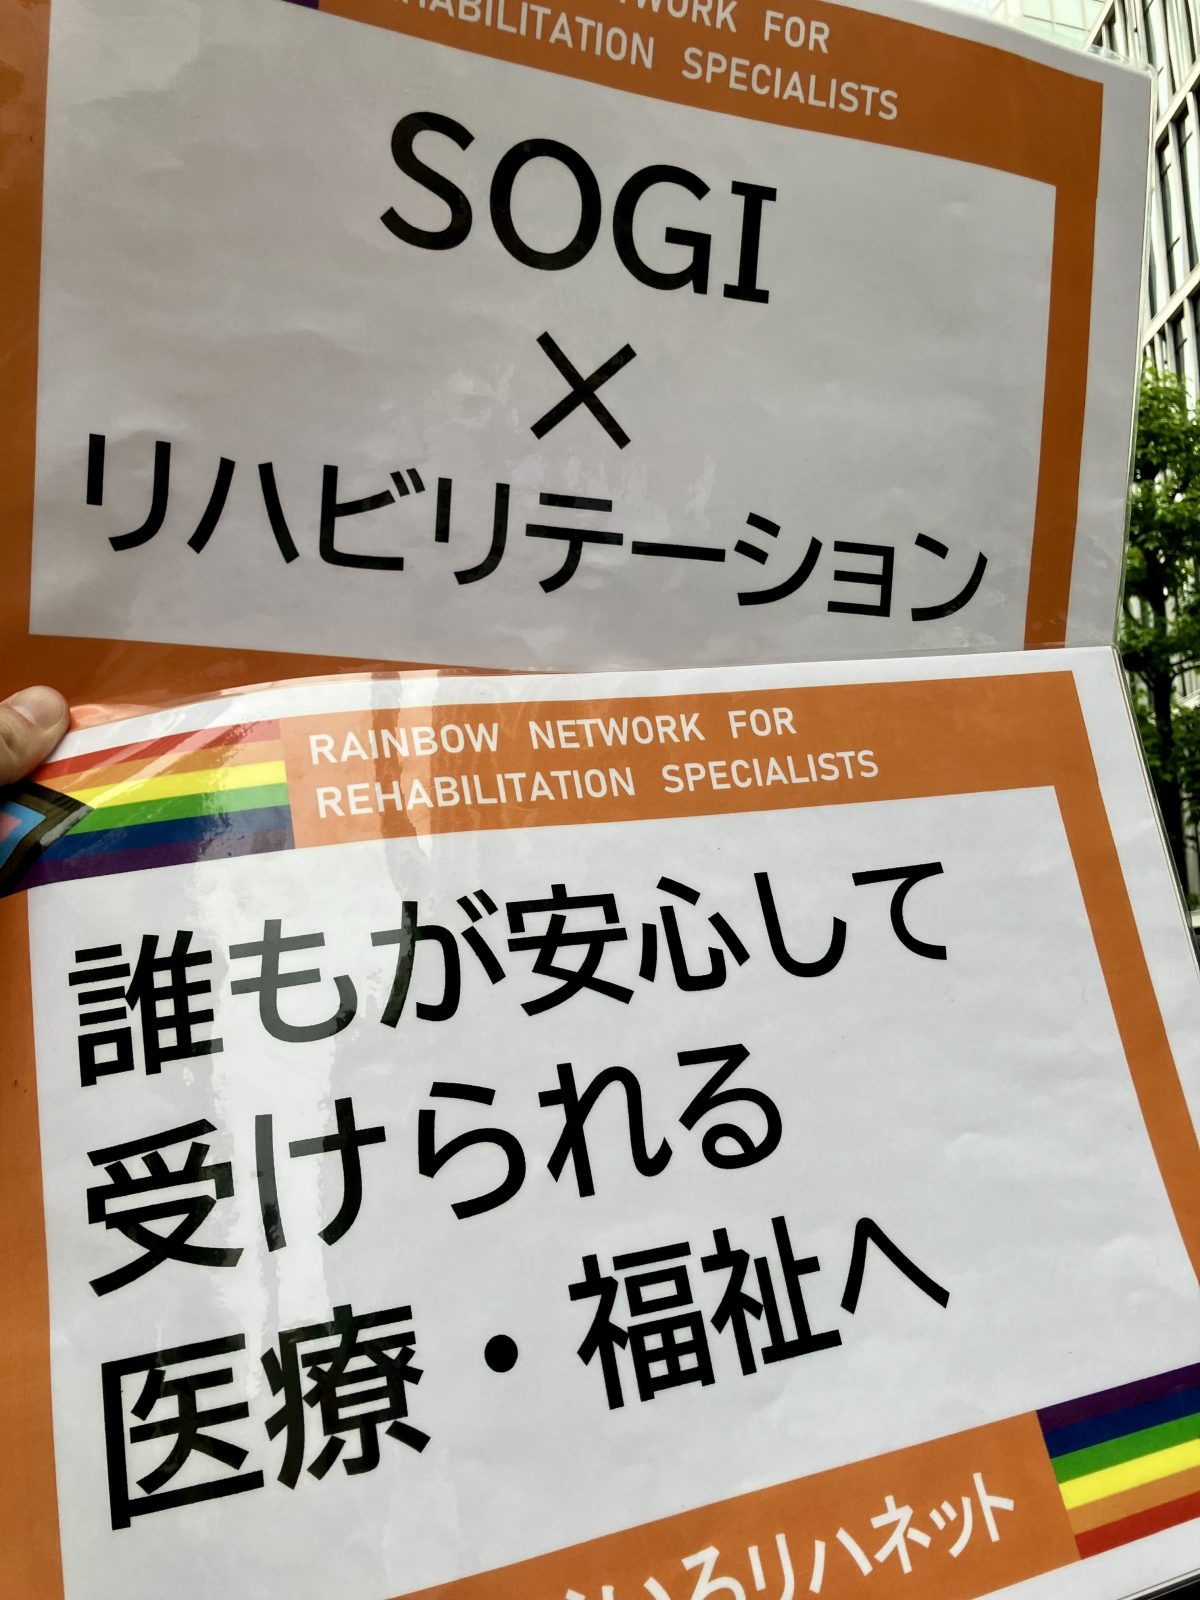 NETWORK FOR
REHABILITATION SPECIALISTS
SOGI
×
リハビリテーション
RAINBOW NETWORK FOR
REHABILITATION SPECIALISTS
誰もが安心して
受けられる
医療・福祉へ
いろリハネット